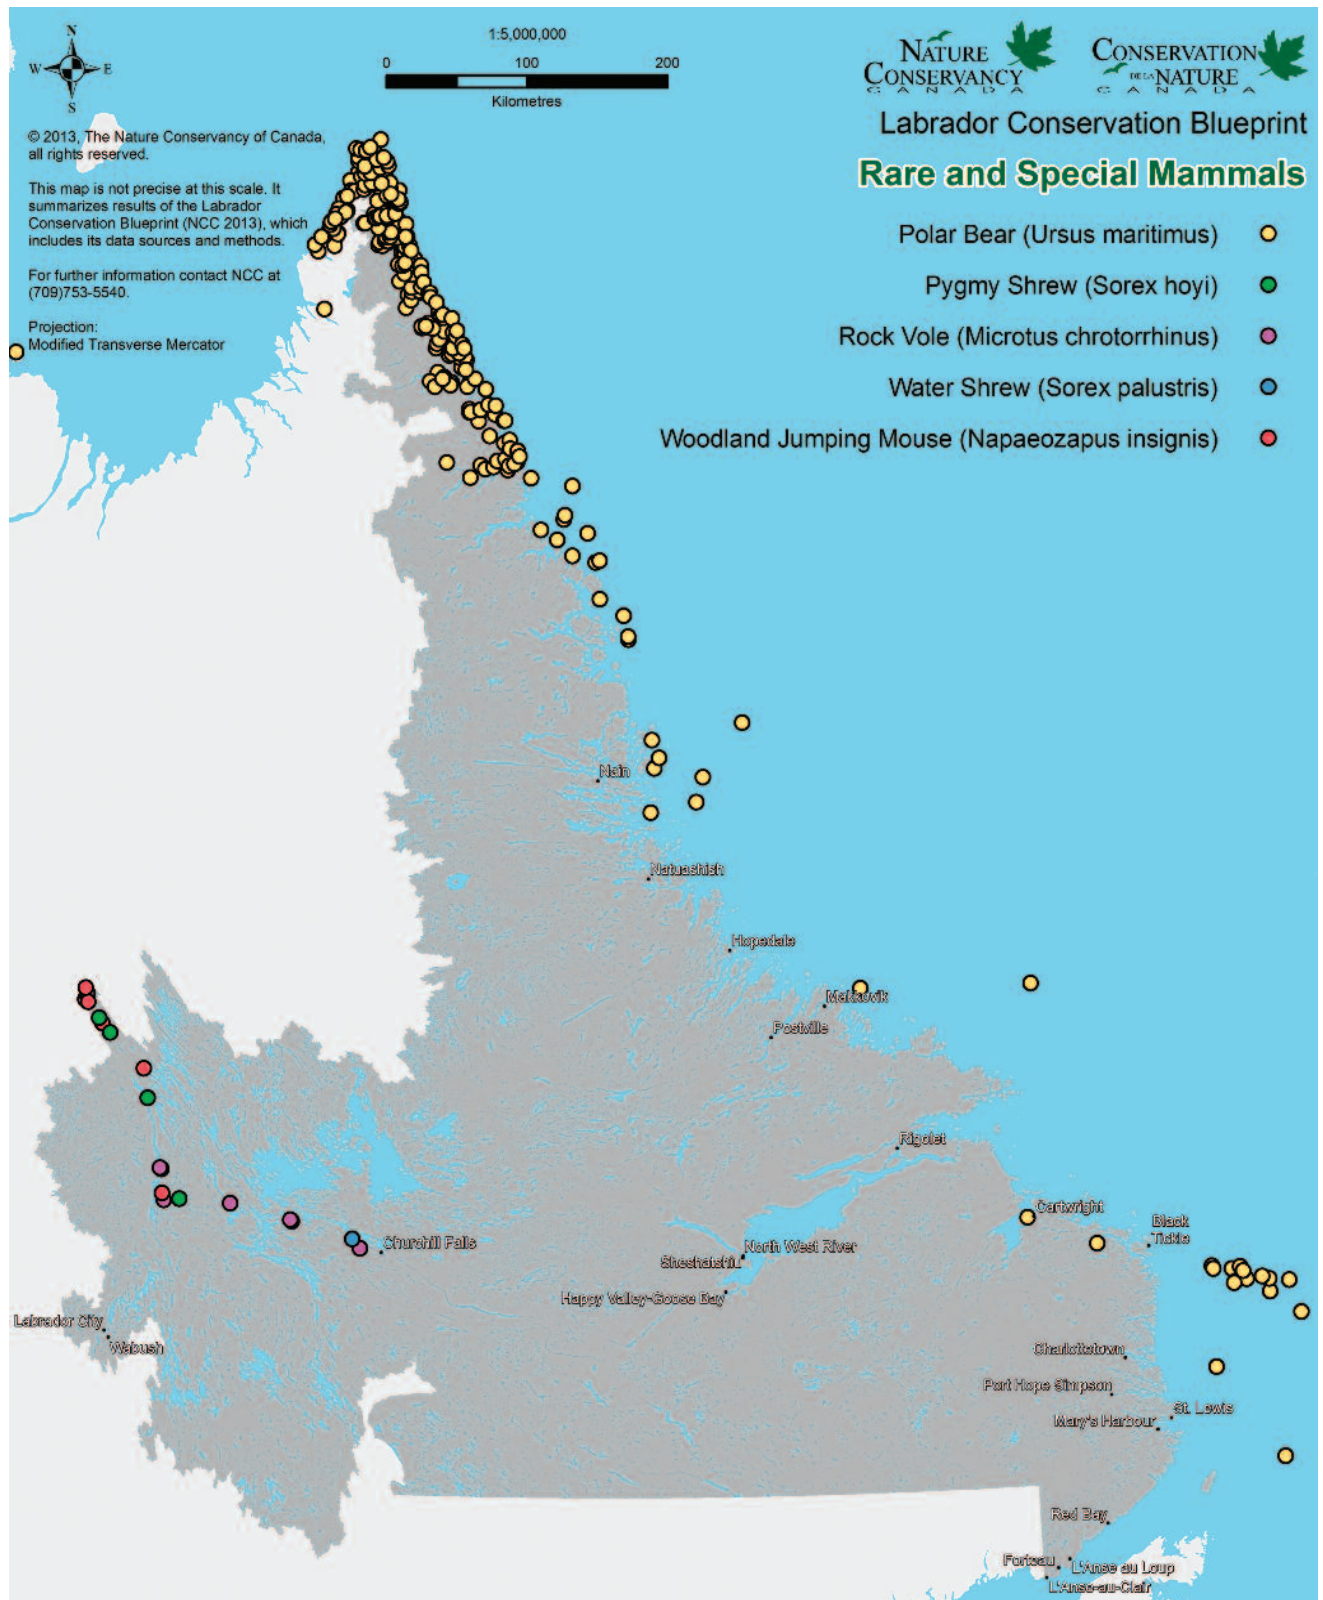 N
W E
S
1:5,000,000
0 100 200
Kilometres
NATURE
CONSERVANCY
CANADA
CONSERVATION
DE LA NATURE
CANADA
Labrador Conservation Blueprint
Rare and Special Mammals
© 2013, The Nature Conservancy of Canada,
all rights reserved.
This map is not precise at this scale. It
summarizes results of the Labrador
Conservation Blueprint (NCC 2013), which
includes its data sources and methods.
For further information contact NCC at
(709)753-5540.
Projection:
Modified Transverse Mercator
Polar Bear (Ursus maritimus)
Pygmy Shrew (Sorex hoyi)
Rock Vole (Microtus chrotorrhinus)
Water Shrew (Sorex palustris)
Woodland Jumping Mouse (Napaeozapus insignis)
Nain
Natuashish
Hopedale
Makkovik
Postville
Rigolet
Cartwright
Black
Tickle
Churchill Falls
North West River
Sheshatshiu
Happy Valley-Goose Bay
Labrador City
Wabush
Charlottetown
Port Hope Simpson
St. Lewis
Mary's Harbour
Red Bay
Forteau
L'Anse au Loup
L'Anse-au-Clair